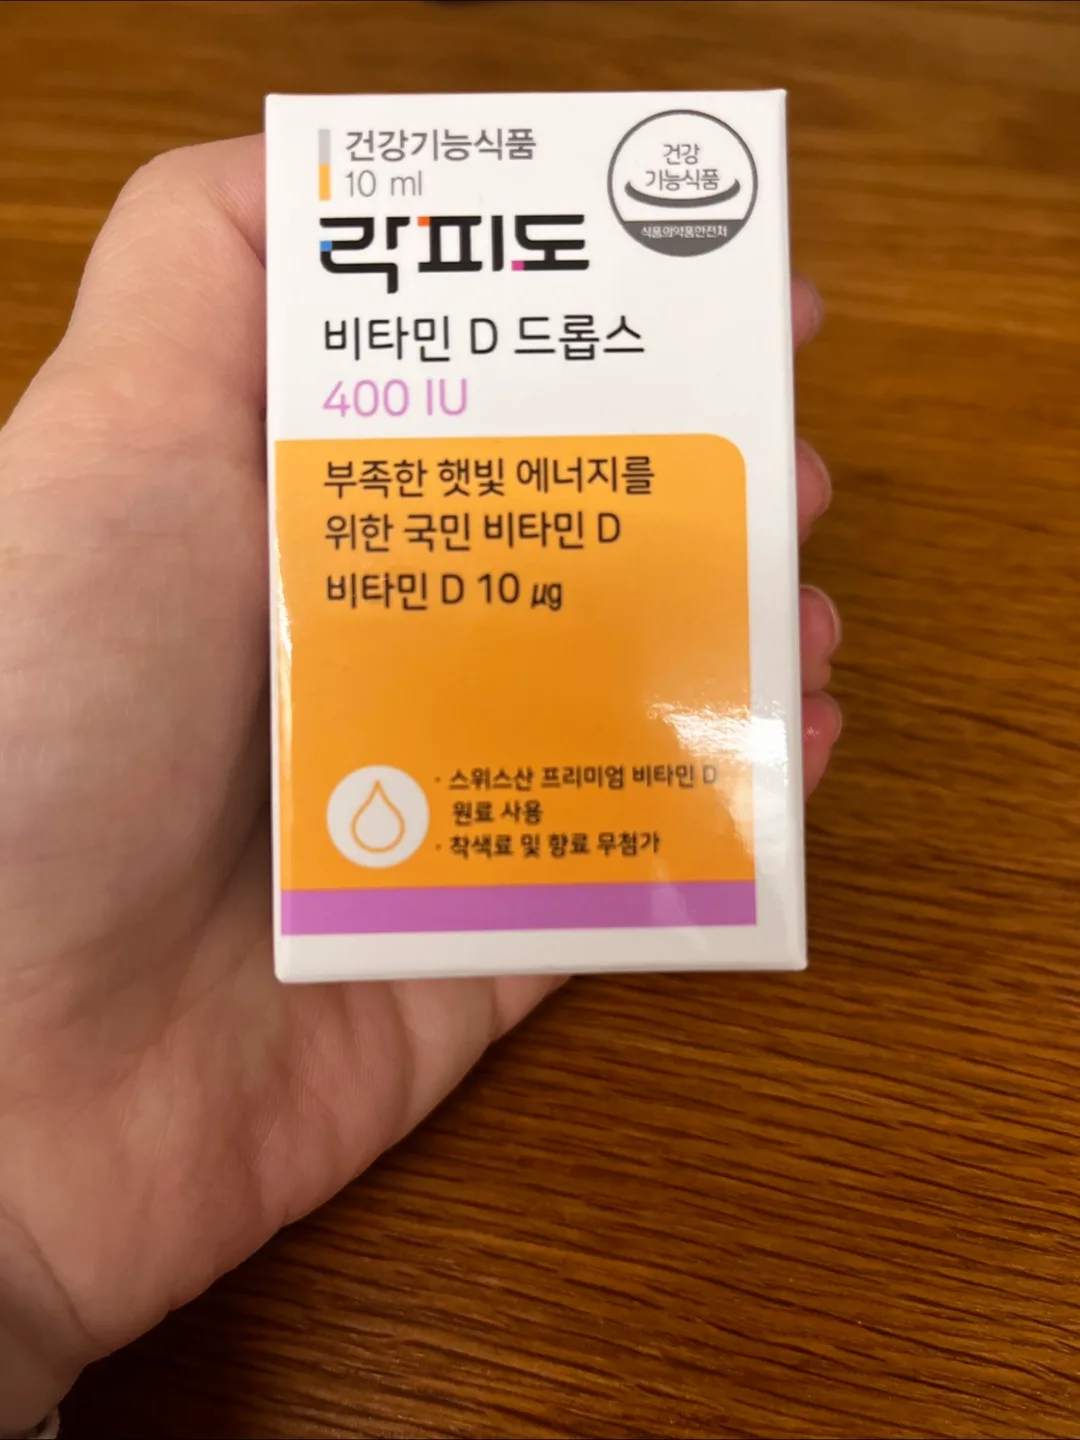 건강기능식품
10 ml
락피도
비타민 D 드롭스
400 IU
건강
기능식품
식품의약품안전처
부족한 햇빛 에너지를
위한 국민 비타민 D
비타민 D 10 μg
· 스위스산 프리미엄 비타민 D
원료 사용
· 착색료 및 향료 무첨가